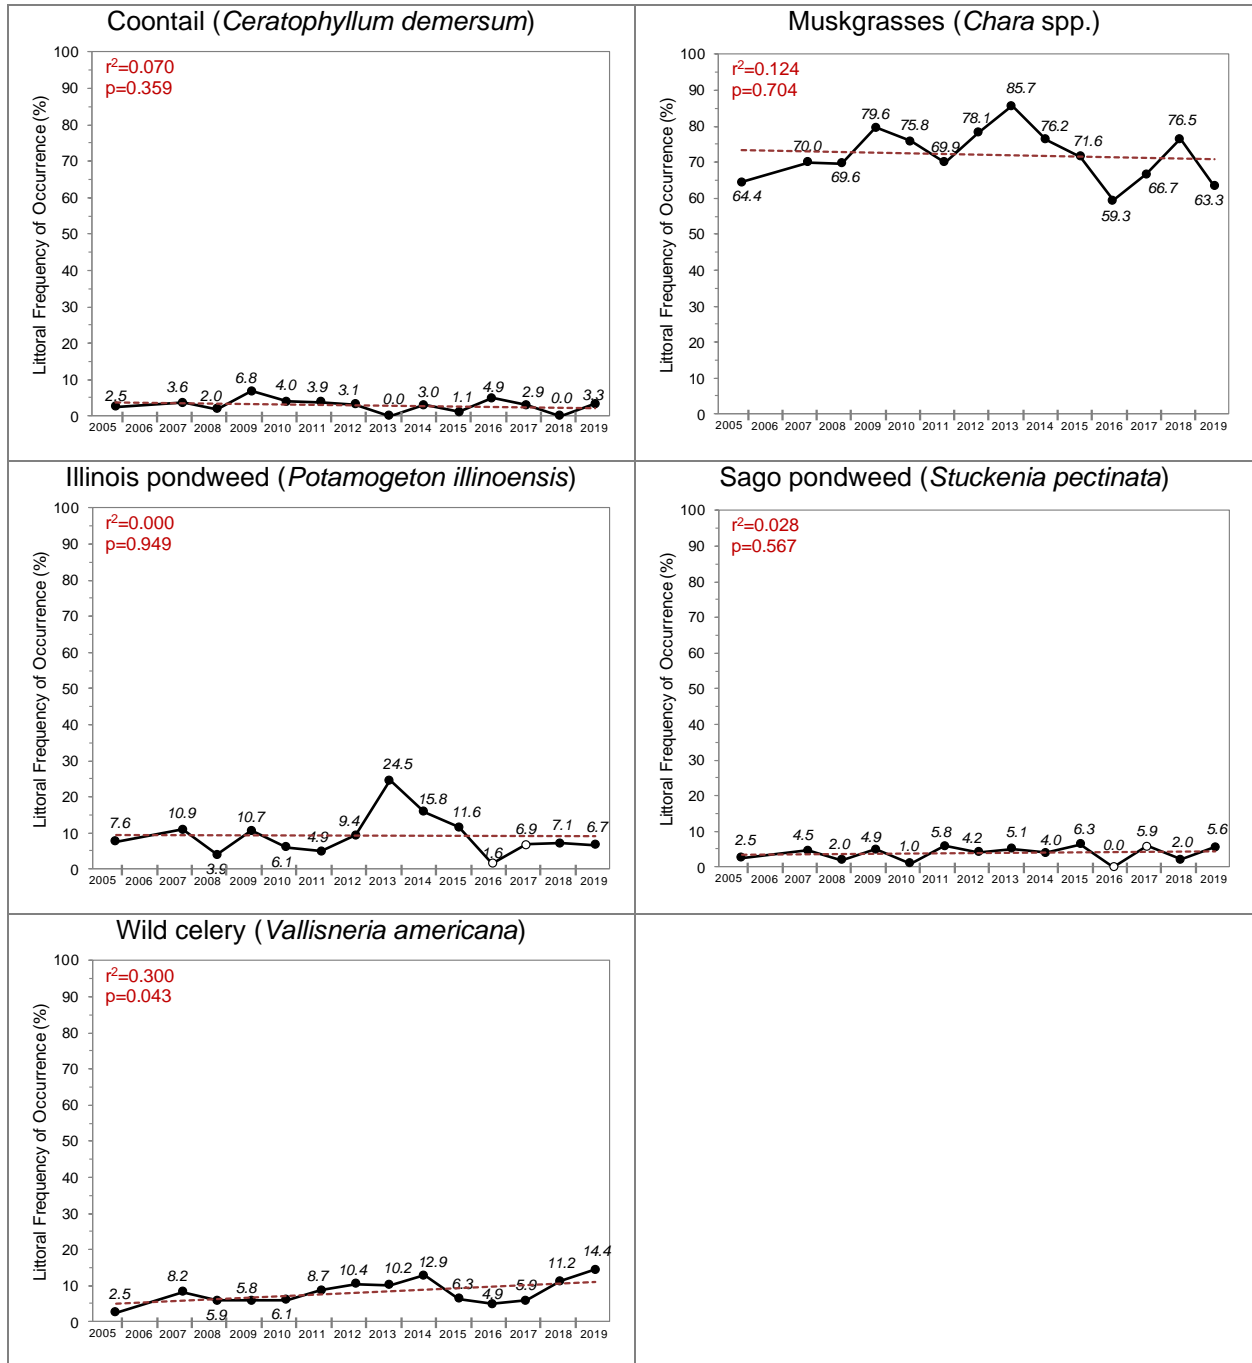 Coontail (Ceratophyllum demersum)
r²=0.070
p=0.359
Littoral Frequency of Occurrence (%)
100
90
80
70
60
50
40
30
20
10
0
2.5 3.6 2.0 6.8 4.0 3.9 3.1 0.0 3.0 1.1 4.9 2.9 0.0 3.3
2005 2006 2007 2008 2009 2010 2011 2012 2013 2014 2015 2016 2017 2018 2019
Muskgrasses (Chara spp.)
r²=0.124
p=0.704
Littoral Frequency of Occurrence (%)
100
90
80
70
60
50
40
30
20
10
0
64.4 70.0 69.6 79.6 75.8 69.9 78.1 85.7 76.2 71.6 59.3 66.7 76.5 63.3
2005 2006 2007 2008 2009 2010 2011 2012 2013 2014 2015 2016 2017 2018 2019
Illinois pondweed (Potamogeton illinoensis)
r²=0.000
p=0.949
Littoral Frequency of Occurrence (%)
100
90
80
70
60
50
40
30
20
10
0
7.6 10.9 3.9 10.7 6.1 4.9 9.4 24.5 15.8 11.6 1.6 6.9 7.1 6.7
2005 2006 2007 2008 2009 2010 2011 2012 2013 2014 2015 2016 2017 2018 2019
Sago pondweed (Stuckenia pectinata)
r²=0.028
p=0.567
Littoral Frequency of Occurrence (%)
100
90
80
70
60
50
40
30
20
10
0
2.5 4.5 2.0 4.9 1.0 5.8 4.2 5.1 4.0 6.3 0.0 5.9 2.0 5.6
2005 2006 2007 2008 2009 2010 2011 2012 2013 2014 2015 2016 2017 2018 2019
Wild celery (Vallisneria americana)
r²=0.300
p=0.043
Littoral Frequency of Occurrence (%)
100
90
80
70
60
50
40
30
20
10
0
2.5 8.2 5.9 5.8 6.1 8.7 10.4 10.2 12.9 6.3 4.9 5.9 11.2 14.4
2005 2006 2007 2008 2009 2010 2011 2012 2013 2014 2015 2016 2017 2018 2019